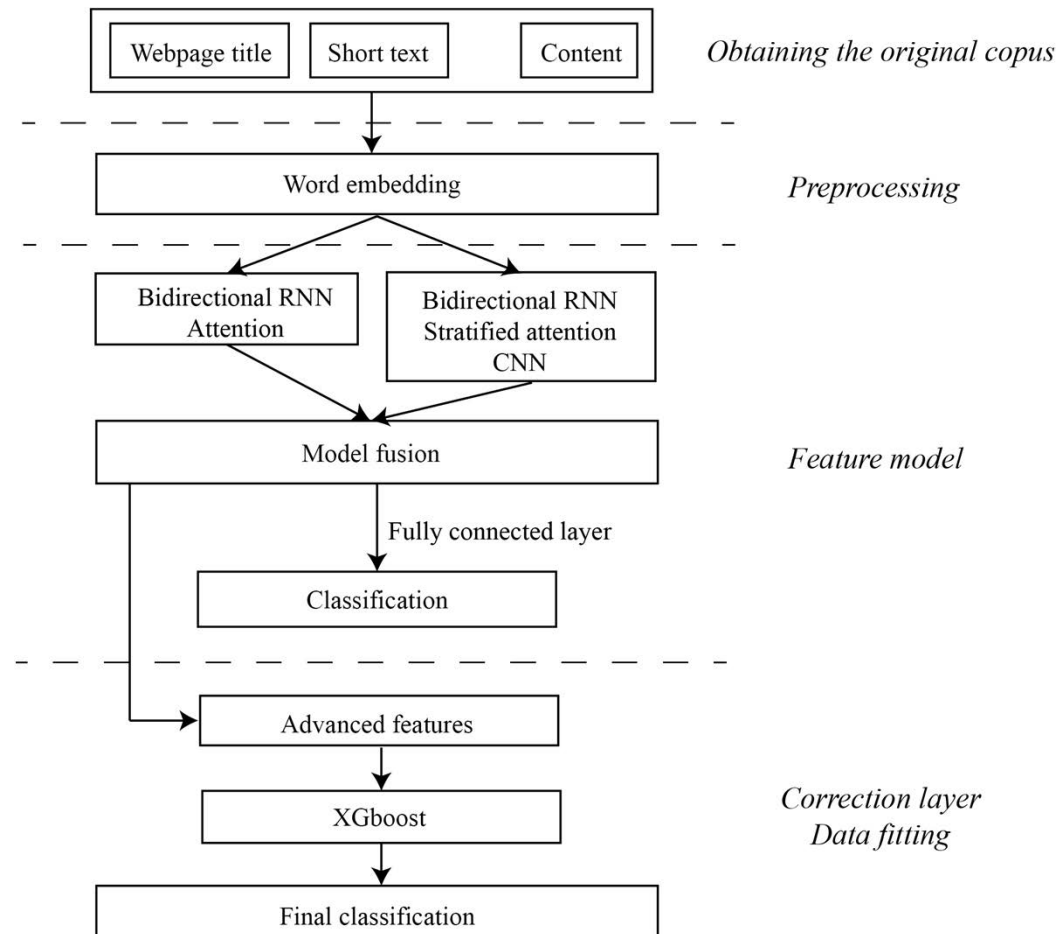 Webpage title
Short text
Content
Obtaining the original copus
Word embedding
Preprocessing
Bidirectional RNN
Attention
Bidirectional RNN
Stratified attention
CNN
Model fusion
Feature model
Fully connected layer
Classification
Advanced features
XGboost
Correction layer
Data fitting
Final classification